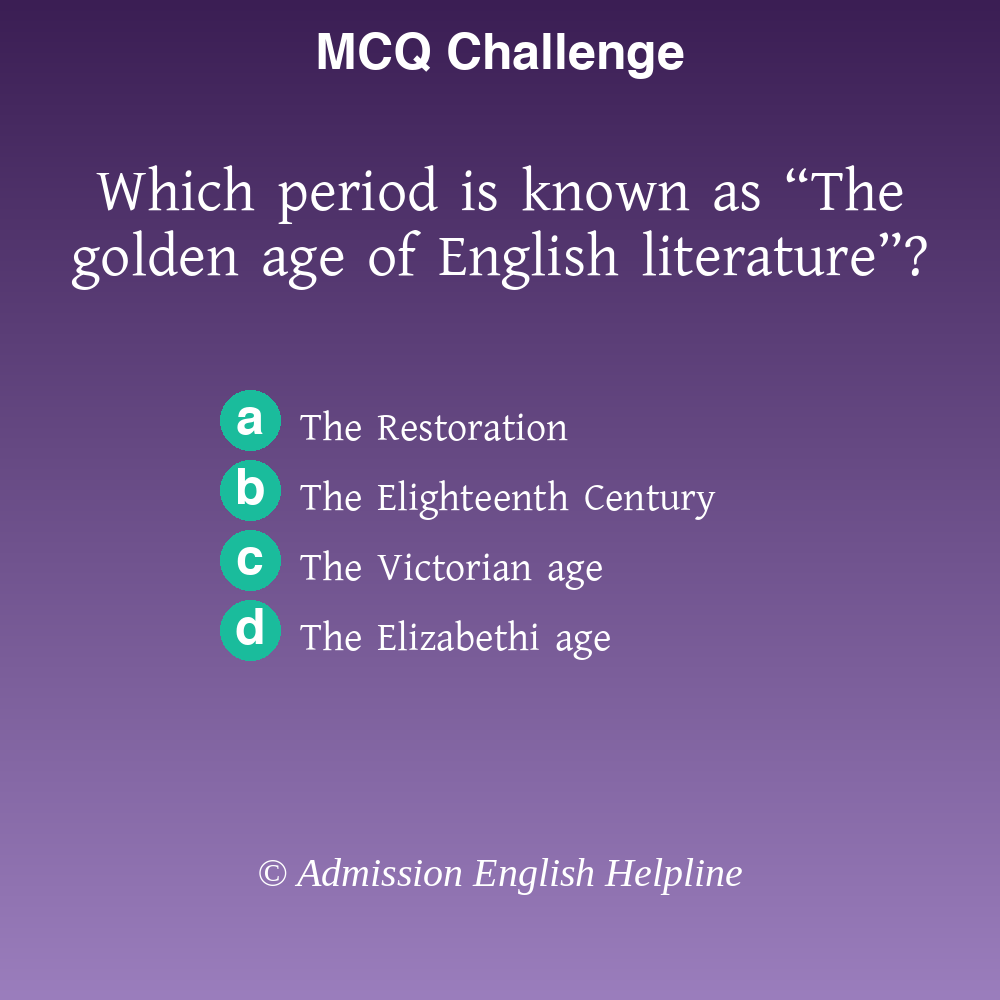 MCQ Challenge
Which period is known as “The
golden age of English literature”?
a The Restoration
b The Elighteenth Century
c The Victorian age
d The Elizabethi age
© Admission English Helpline